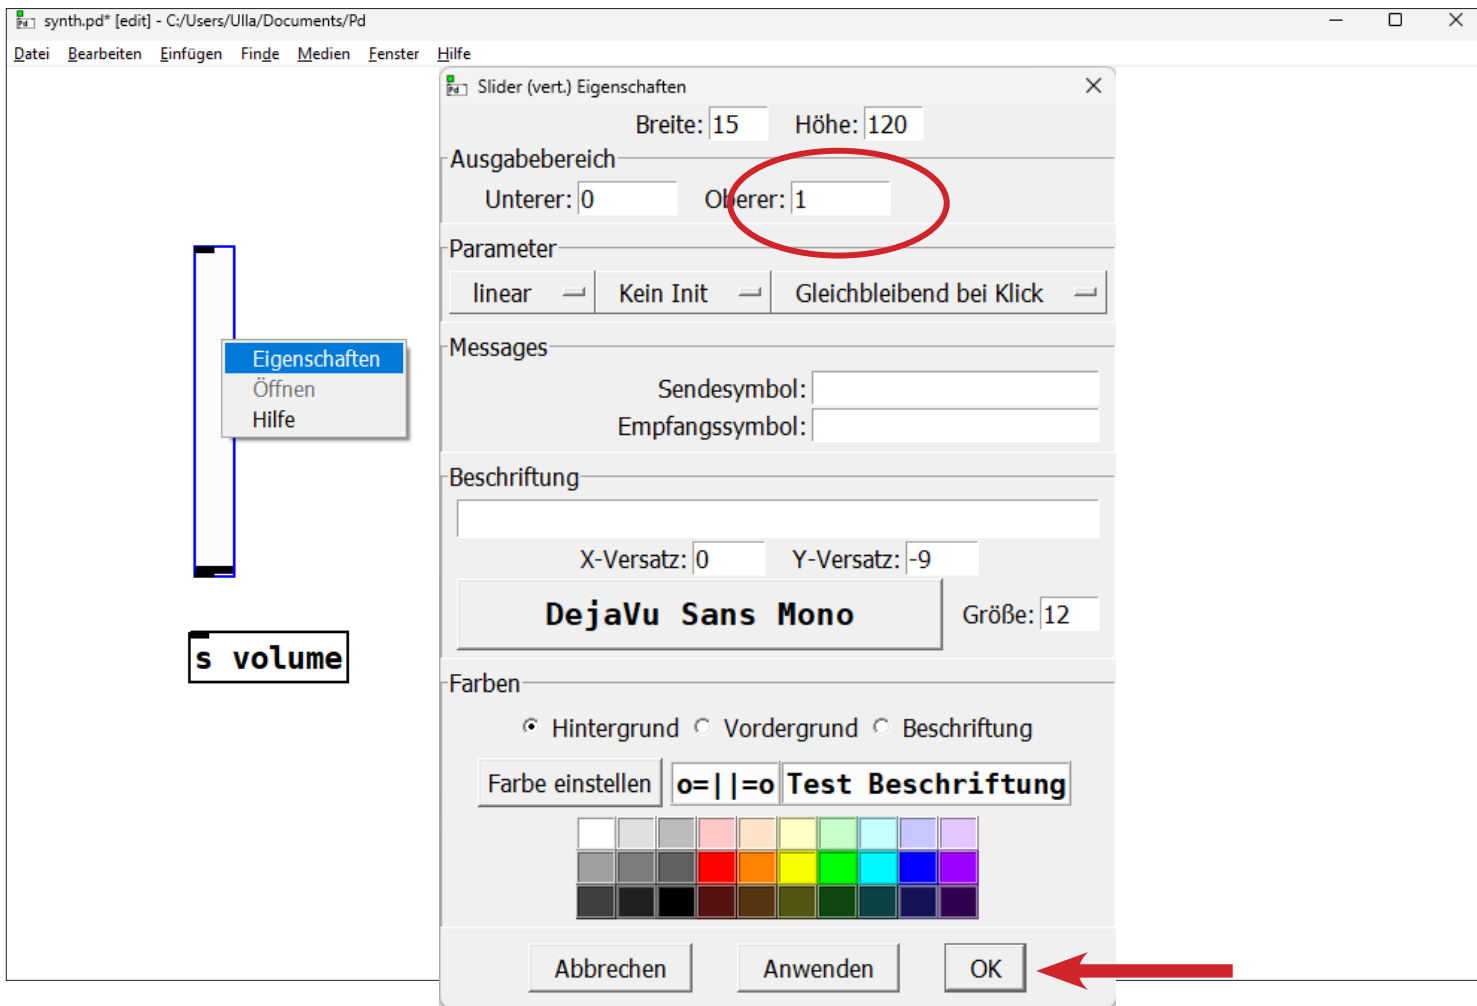 synth.pd* [edit] - C:/Users/Ulla/Documents/Pd
Datei Bearbeiten Einfügen Finde Medien Fenster Hilfe
Slider (vert.) Eigenschaften
Breite: 15 Höhe: 120
Ausgabebereich
Unterer: 0 Oberer: 1
Parameter
linear Kein Init Gleichbleibend bei Klick
Messages
Eigenschaften
Öffnen
Hilfe
Sendesymbol:
Empfangssymbol:
Beschriftung
X-Versatz: 0 Y-Versatz: -9
DejaVu Sans Mono Größe: 12
s volume
Farben
Hintergrund Vordergrund Beschriftung
Farbe einstellen o=||=o Test Beschriftung
Abbrechen Anwenden OK